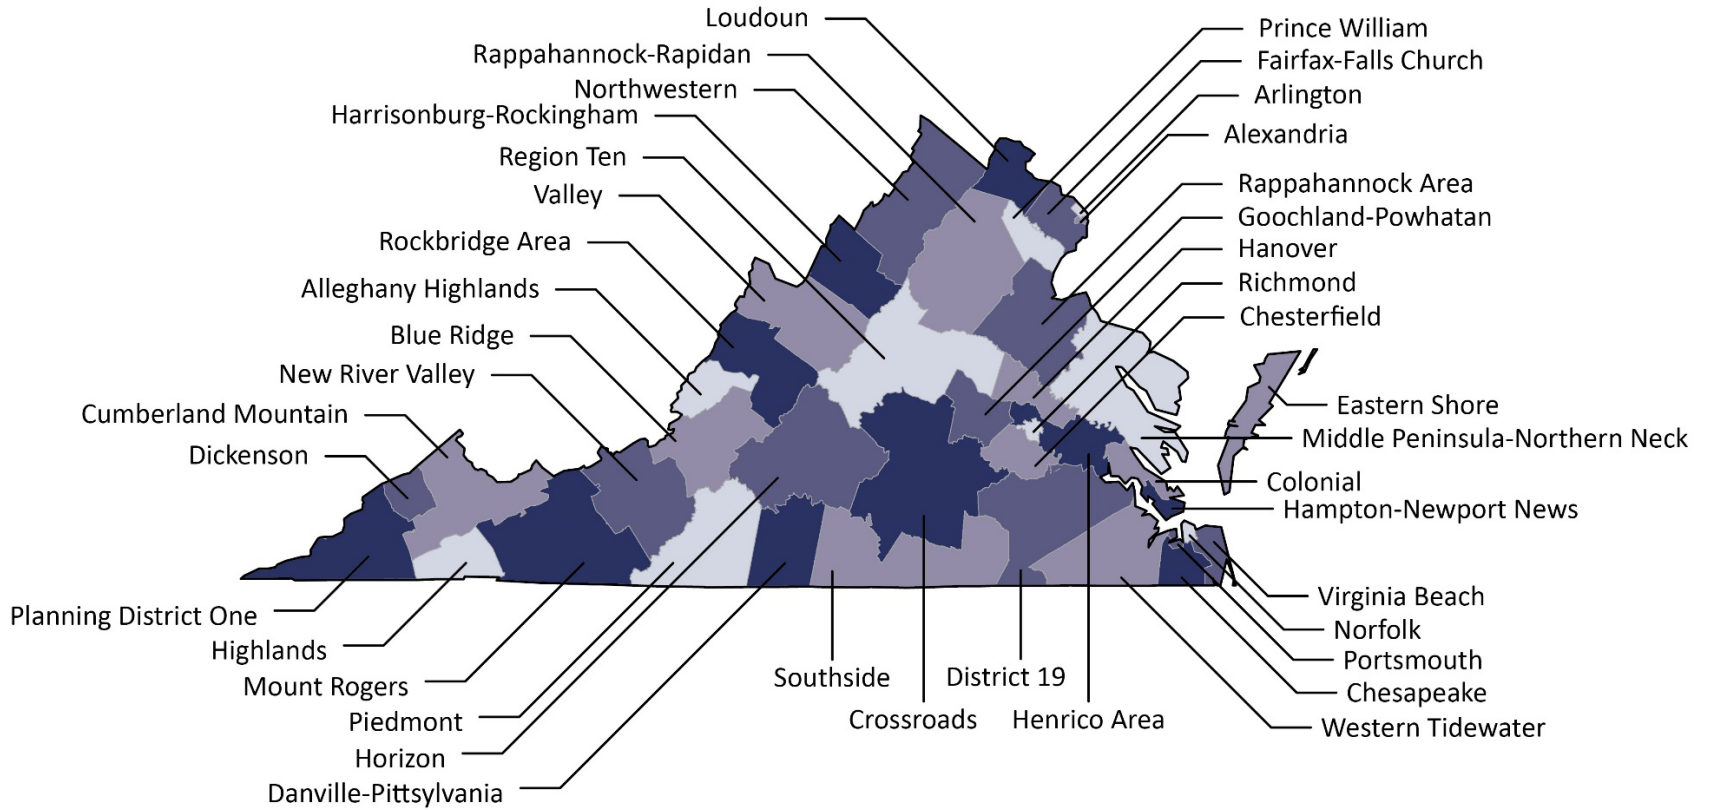 Loudoun
Rappahannock-Rapidan
Northwestern
Harrisonburg-Rockingham
Region Ten
Valley
Rockbridge Area
Alleghany Highlands
Blue Ridge
New River Valley
Cumberland Mountain
Dickenson
Planning District One
Highlands
Mount Rogers
Piedmont
Horizon
Danville-Pittsylvania
Southside
Crossroads
District 19
Henrico Area
Prince William
Fairfax-Falls Church
Arlington
Alexandria
Rappahannock Area
Goochland-Powhatan
Hanover
Richmond
Chesterfield
Eastern Shore
Middle Peninsula-Northern Neck
Colonial
Hampton-Newport News
Virginia Beach
Norfolk
Portsmouth
Chesapeake
Western Tidewater